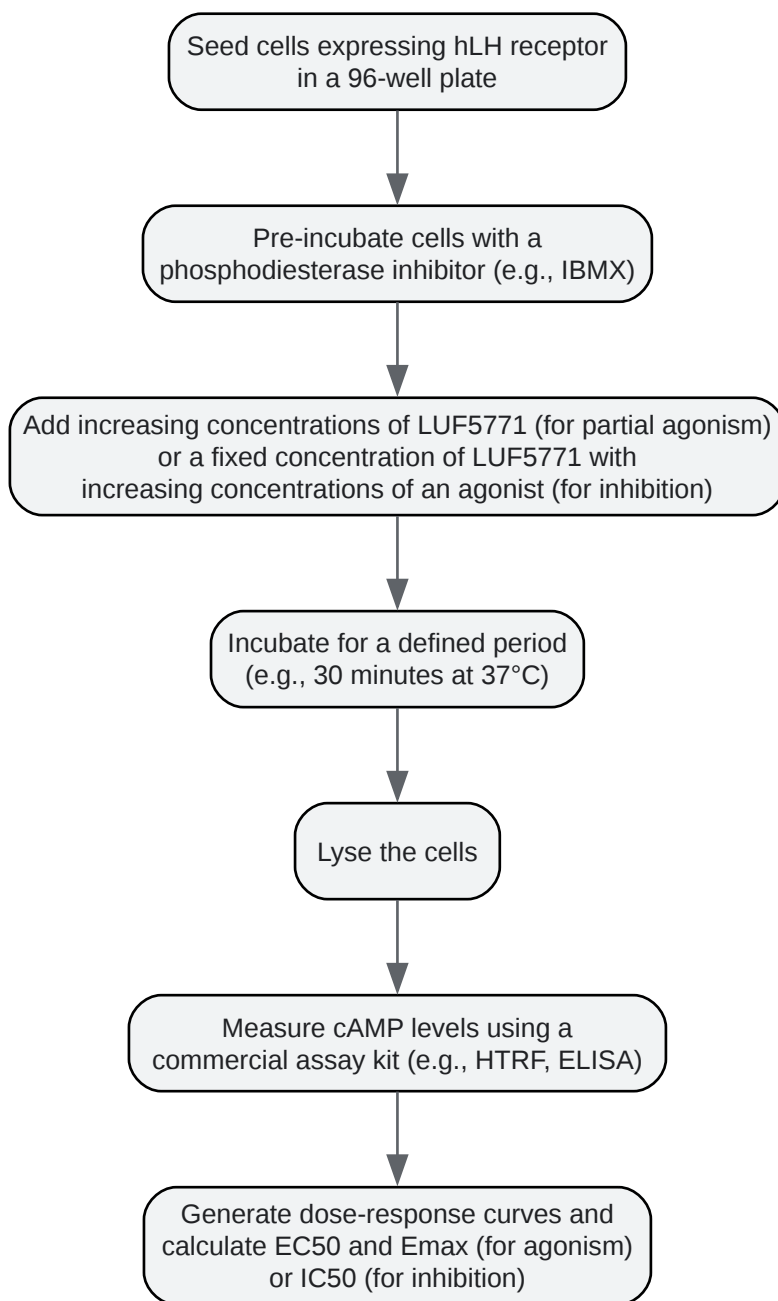 Seed cells expressing hLH receptor
in a 96-well plate
Pre-incubate cells with a
phosphodiesterase inhibitor (e.g., IBMX)
Add increasing concentrations of LUF5771 (for partial agonism)
or a fixed concentration of LUF5771 with
increasing concentrations of an agonist (for inhibition)
Incubate for a defined period
(e.g., 30 minutes at 37°C)
Lyse the cells
Measure cAMP levels using a
commercial assay kit (e.g., HTRF, ELISA)
Generate dose-response curves and
calculate EC50 and Emax (for agonism)
or IC50 (for inhibition)